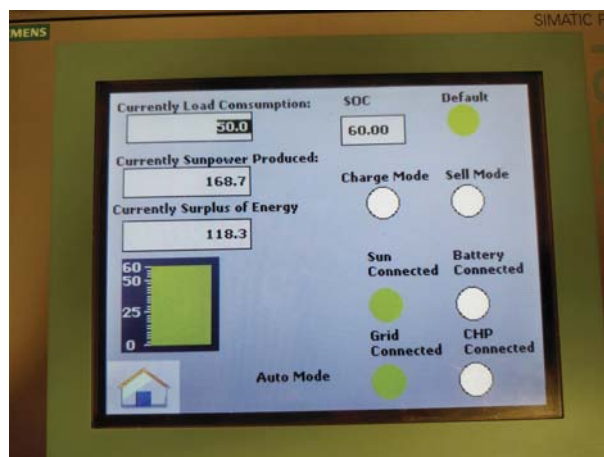 MENS
SIMATIC P
Currently Load Comsumption:
50.0
SOC
60.00
Default
Currently Sunpower Produced:
168.7
Charge Mode
Sell Mode
Currently Surplus of Energy
118.3
60
50
25
0
Sun
Connected
Battery
Connected
Grid
Connected
CHP
Connected
Auto Mode